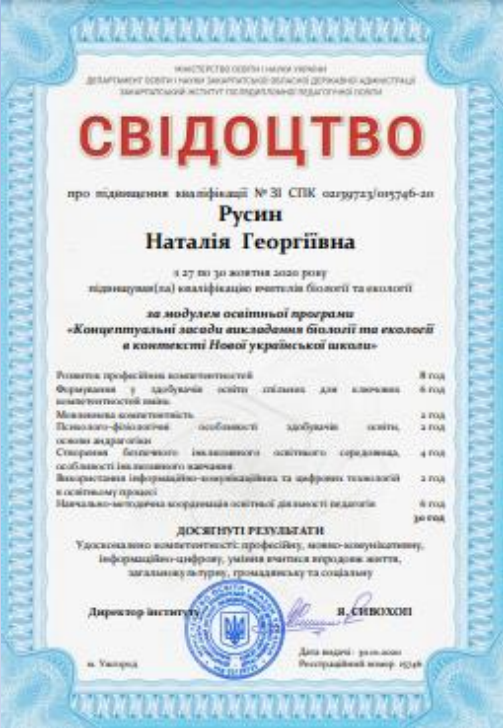 МІНІСТЕРСТВО ОСВІТИ І НАУКИ УКРАЇНИ
ДЕПАРТАМЕНТ ОСВІТИ І НАУКИ ЗАКАРПАТСЬКОЇ ОБЛАСНОЇ ДЕРЖАВНОЇ АДМІНІСТРАЦІЇ
ЗАКАРПАТСЬКИЙ ІНСТИТУТ ПІСЛЯДИПЛОМНОЇ ПЕДАГОГІЧНОЇ ОСВІТИ
СВІДОЦТВО
про підвищення кваліфікації № ЗІ СПК 02139723/015746-20
Русин
Наталія Георгіївна
з 27 по 30 жовтня 2020 року
підвищував(ла) кваліфікацію вчителів біології та екології
за модулем освітньої програми
«Концептуальні засади викладання біології та екології
в контексті Нової української школи»
Розвиток професійних компетентностей 8 год
Формування у здобувачів освіти спільних для ключових 6 год
компетентностей вмінь
Мовленнєва компетентність 2 год
Психолого-фізіологічні особливості здобувачів освіти, 2 год
основи андрагогіки
Створення безпечного інклюзивного освітнього середовища, 4 год
особливості інклюзивного навчання
Використання інформаційно-комунікаційних та цифрових технологій 2 год
в освітньому процесі
Навчально-методична координація освітньої діяльності педагогів 6 год
30 год
ДОСЯГНУТІ РЕЗУЛЬТАТИ
Удосконалено компетентності: професійну, мовно-комунікативну,
інформаційно-цифрову, уміння вчитися впродовж життя,
загальнокультурну, громадянську та соціальну
Директор інституту Я. СИВОХОП
Дата видачі: 30.10.2020
м. Ужгород Реєстраційний номер 15746